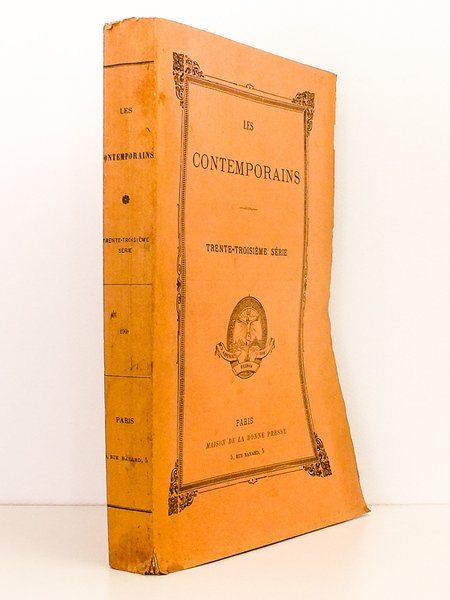 LES
CONTEMPORAINS
TRENTE-TROISIÈME SÉRIE
PARIS
MAISON DE LA BONNE PRESSE
5, RUE BAYARD, 5
LES
CONTEMPORAINS
TRENTE-TROISIÈME
SÉRIE
PARIS
5, RUE BAYARD, 5